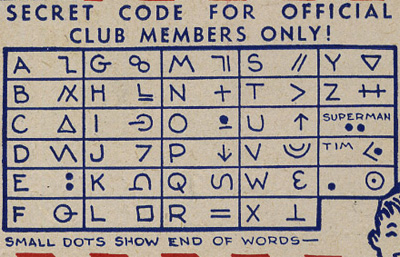 SECRET CODE FOR OFFICIAL
CLUB MEMBERS ONLY!
A G M S Y
B H N T Z
C I O U SUPERMAN
D J P V TIM
E K Q W .
F L R X
SMALL DOTS SHOW END OF WORDS—